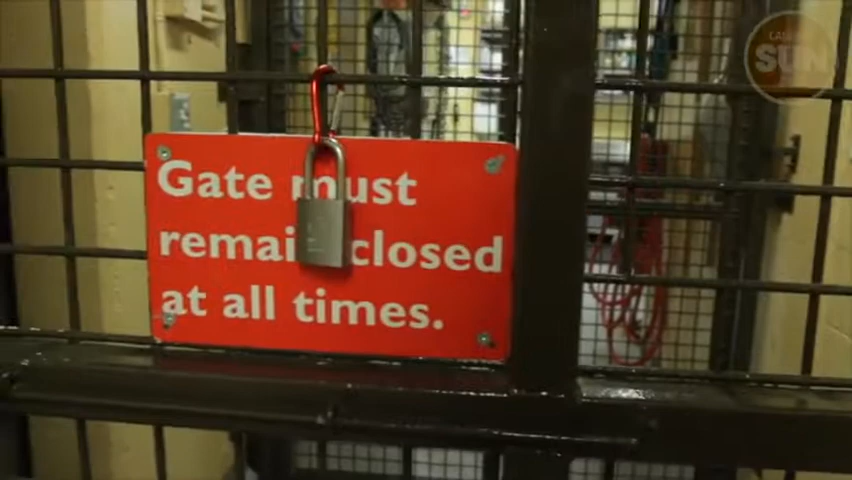 Gate must
remain closed
at all times.
SUN